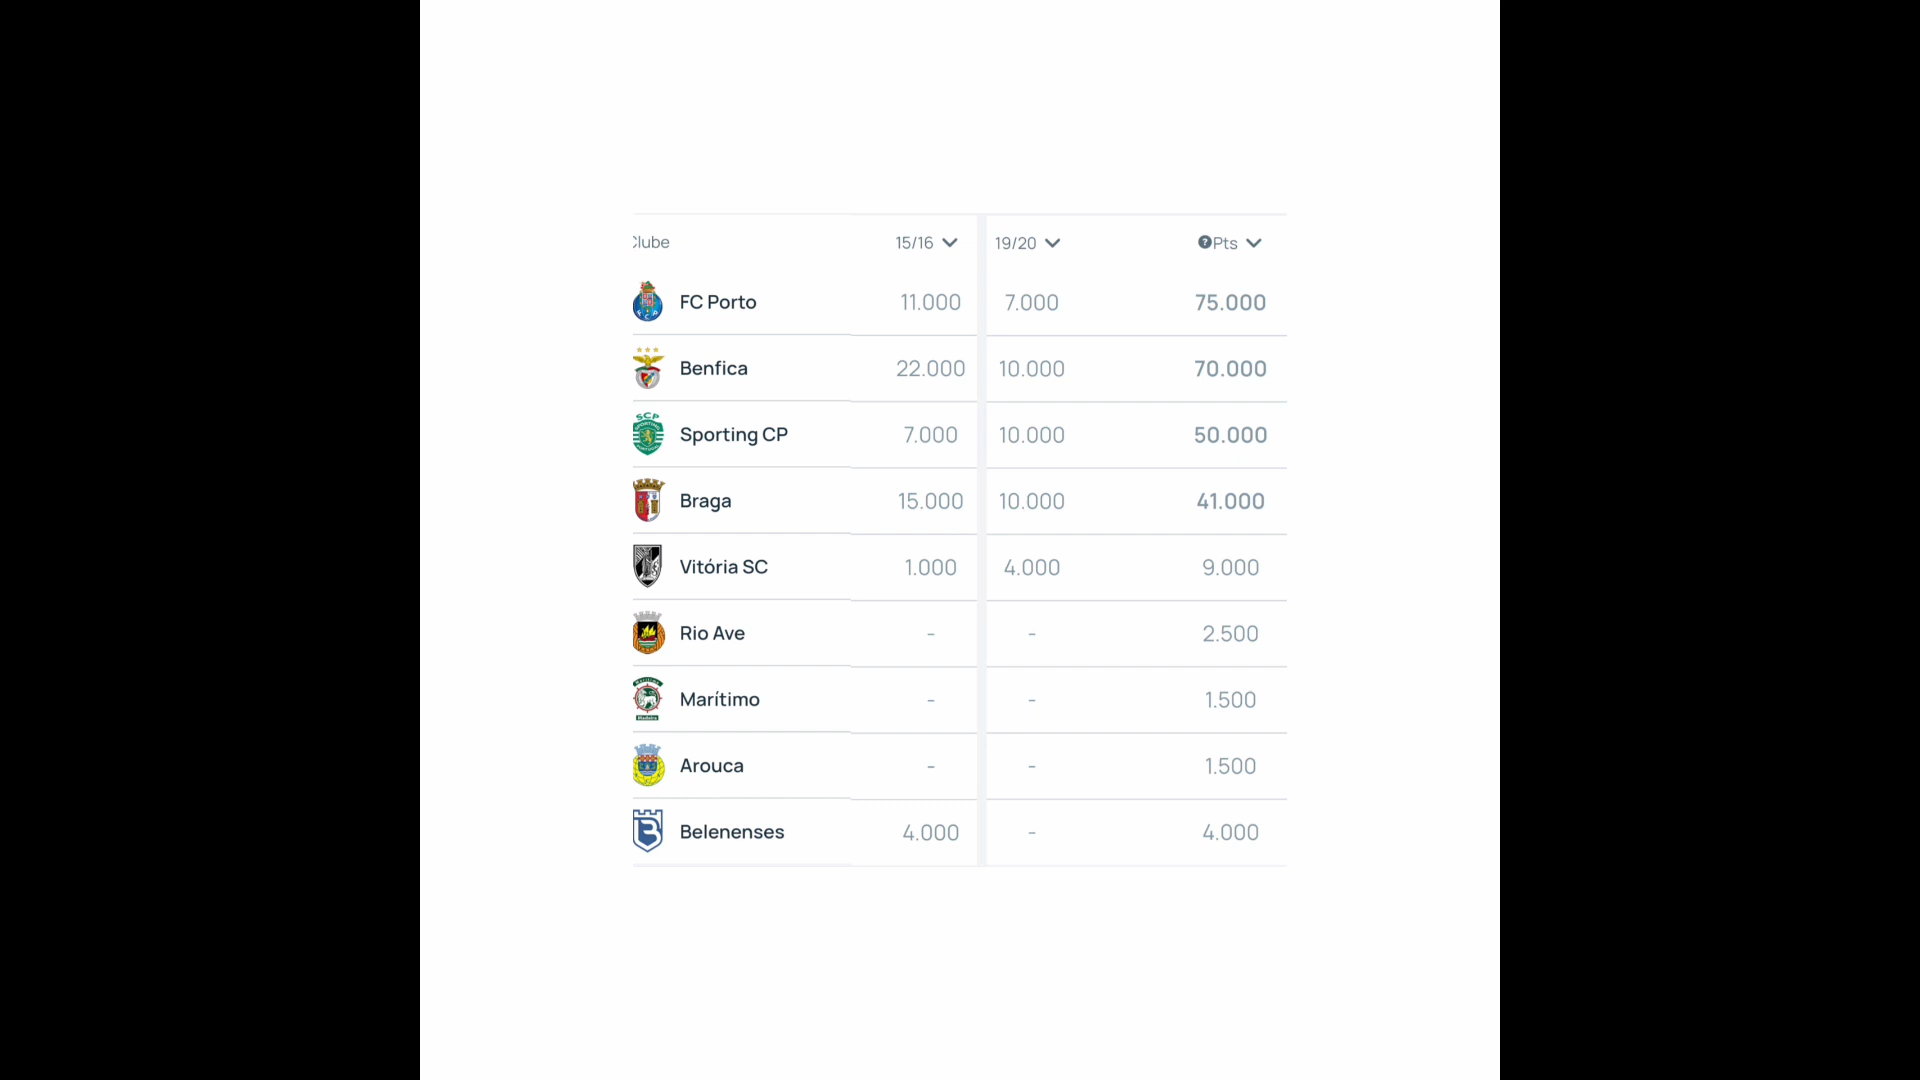 Clube 15/16 19/20 Pts
FC Porto 11.000 7.000 75.000
Benfica 22.000 10.000 70.000
Sporting CP 7.000 10.000 50.000
Braga 15.000 10.000 41.000
Vitória SC 1.000 4.000 9.000
Rio Ave - - 2.500
Marítimo - - 1.500
Arouca - - 1.500
Belenenses 4.000 - 4.000